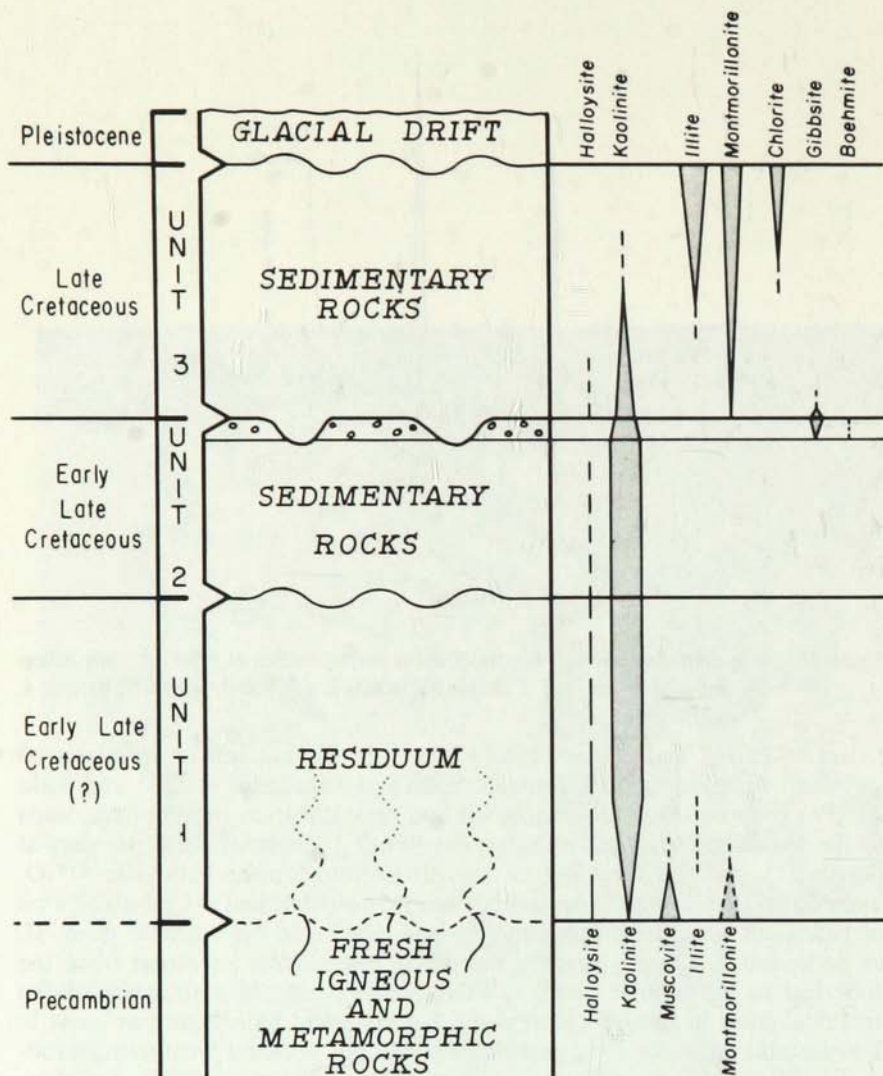 Halloysite
Kaolinite
Illite
Montmorillonite
Chlorite
Gibbsite
Boehmite
Pleistocene
GLACIAL DRIFT
Late
Cretaceous
UNIT 3
SEDIMENTARY
ROCKS
Early
Late
Cretaceous
UNIT 2
SEDIMENTARY
ROCKS
Early Late
Cretaceous
(?)
UNIT 1
RESIDUUM
Precambrian
FRESH
IGNEOUS
AND
METAMORPHIC
ROCKS
Halloysite
Kaolinite
Muscovite
Illite
Montmorillonite